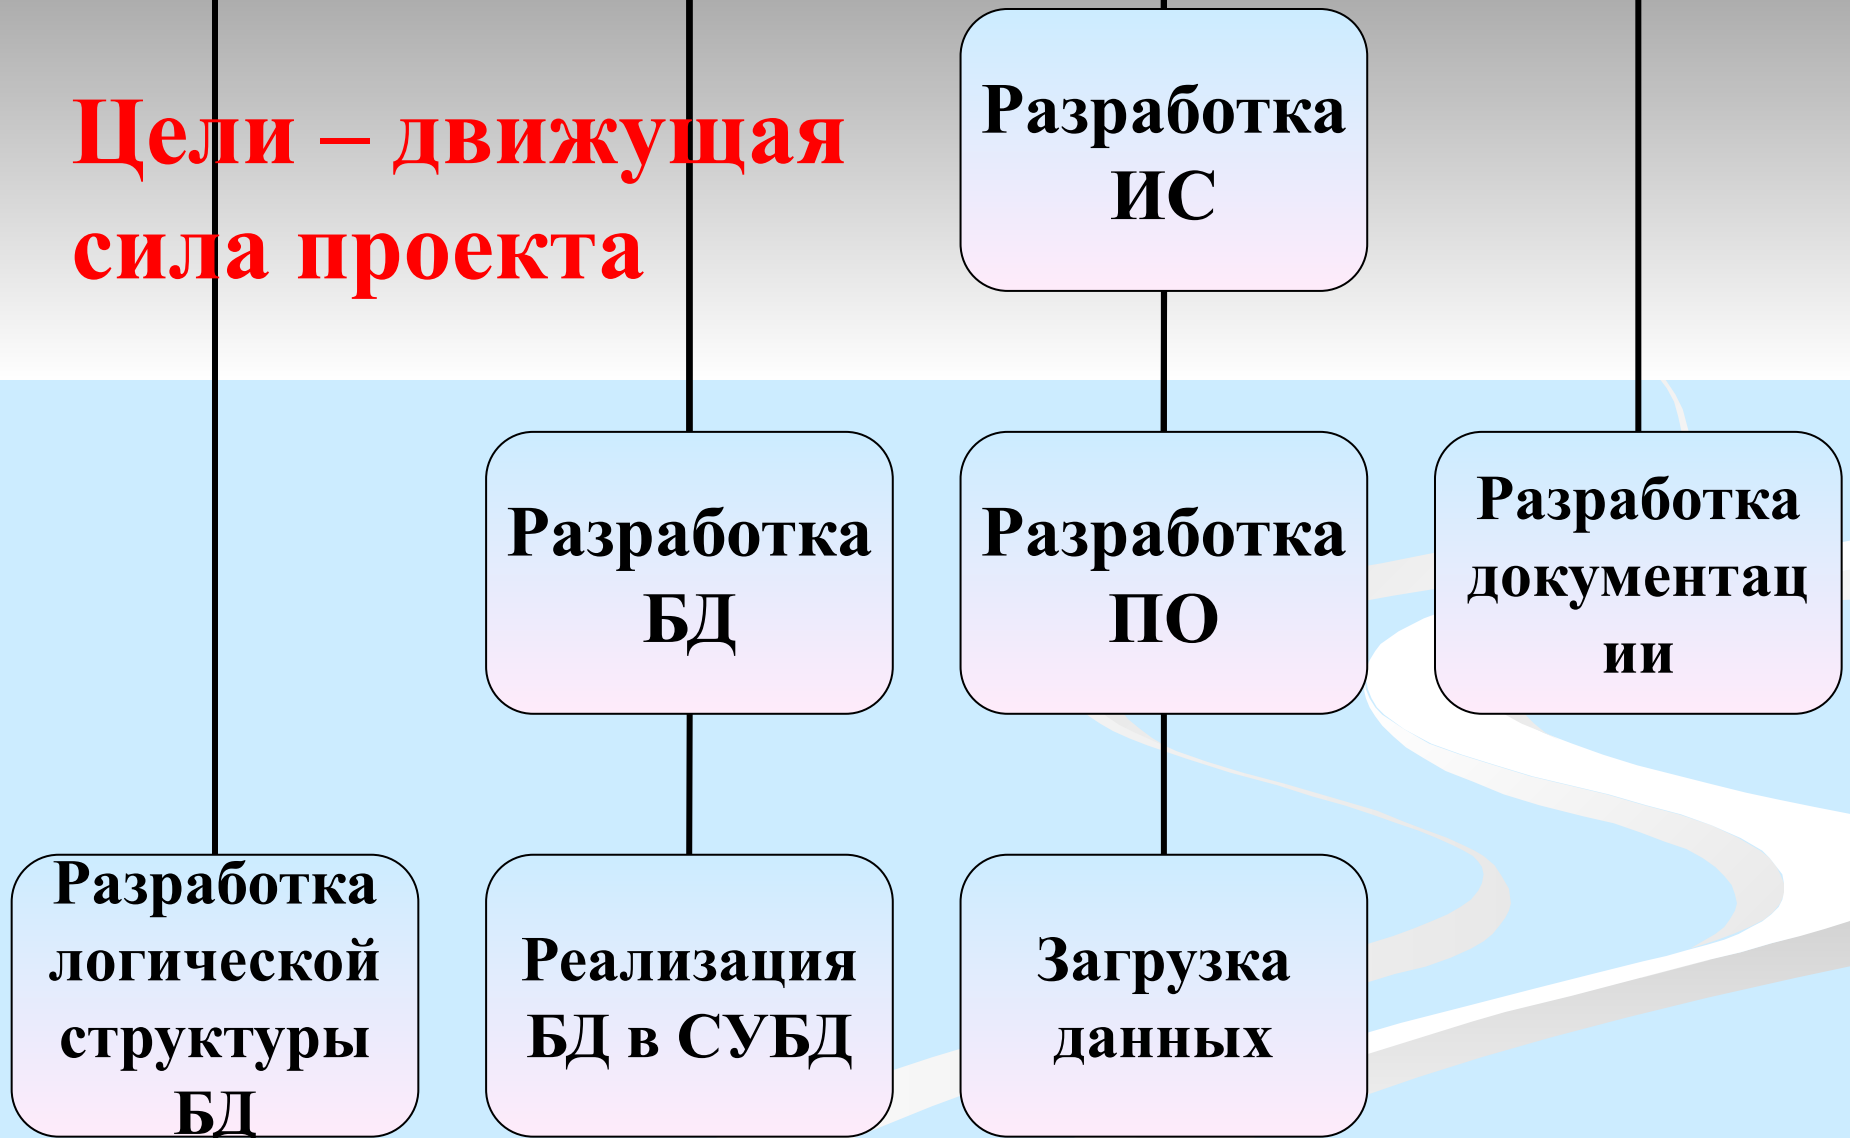 Цели – движущая
сила проекта
Разработка
ИС
Разработка
БД
Разработка
ПО
Разработка
документац
ии
Разработка
логической
структуры
БД
Реализация
БД в СУБД
Загрузка
данных